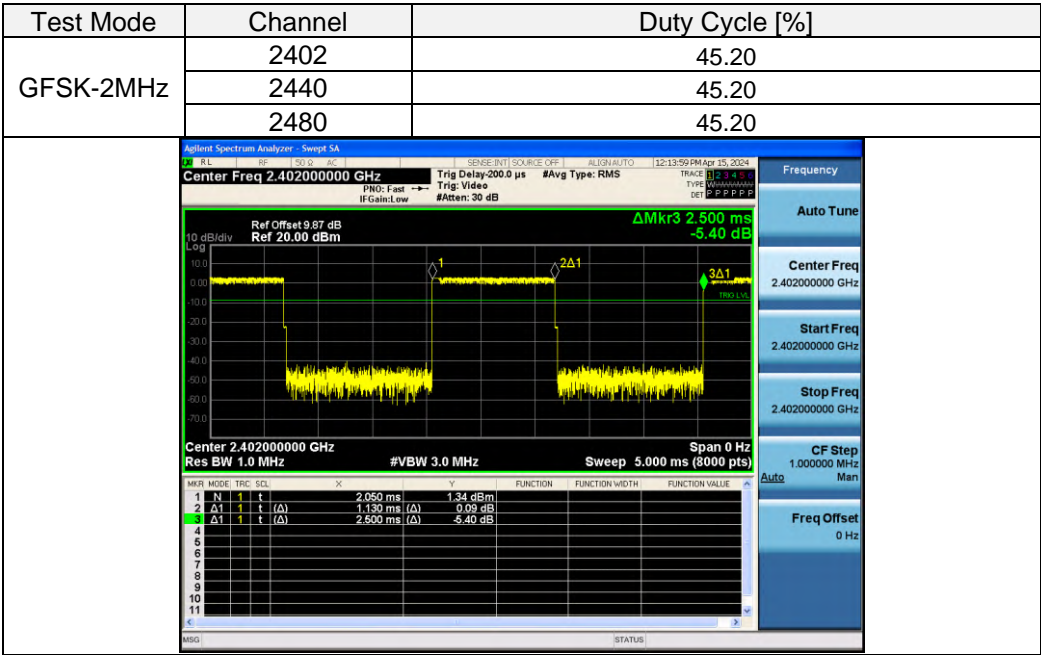 Test Mode Channel Duty Cycle [%]
GFSK-2MHz
2402 45.20
2440 45.20
2480 45.20
Agilent Spectrum Analyzer - Swept SA
RL RF 50 Ω AC SENSE:INT SOURCE OFF ALIGNAUTO 12:13:59 PM Apr 15, 2024
Center Freq 2.402000000 GHz
PNO: Fast
IFGain:Low
Trig Delay-200.0 µs #Avg Type: RMS
Trig: Video
#Atten: 30 dB
TRACE 1 2 3 4 5 6
TYPE
DET P P P P P P
Frequency
Auto Tune
Center Freq
2.402000000 GHz
Start Freq
2.402000000 GHz
Stop Freq
2.402000000 GHz
CF Step
1.000000 MHz
Auto Man
Freq Offset
0 Hz
ΔMkr3 2.500 ms
-5.40 dB
Ref Offset 9.87 dB
10 dB/div Ref 20.00 dBm
Log
10.0
0.00
-10.0
-20.0
-30.0
-40.0
-50.0
-60.0
-70.0
1
2Δ1
3Δ1
TRIG LVL
Center 2.402000000 GHz Span 0 Hz
Res BW 1.0 MHz #VBW 3.0 MHz Sweep 5.000 ms (8000 pts)
MKR MODE TRC SCL X Y FUNCTION FUNCTION WIDTH FUNCTION VALUE
1 N 1 t 2.050 ms 1.34 dBm
2 Δ1 1 t (Δ) 1.130 ms (Δ) 0.09 dB
3 Δ1 1 t (Δ) 2.500 ms (Δ) -5.40 dB
4
5
6
7
8
9
10
11
MSG STATUS